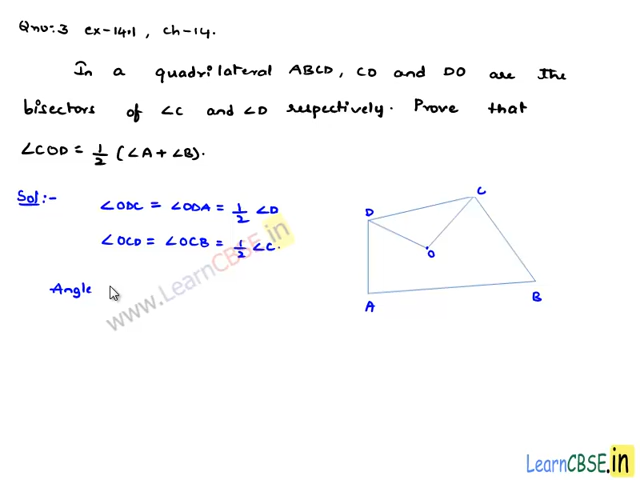 Qno:3 ex-14.1, ch-14.
In a quadrilateral ABCD, CO and DO are the
bisectors of ∠C and ∠D respectively. Prove that
∠COD = 1/2 (∠A + ∠B).
Sol:-
∠ODC = ∠ODA = 1/2 ∠D
∠OCD = ∠OCB = 1/2 ∠C.
Angle
D
C
O
A
B
www.LearnCBSE.in
LearnCBSE.in